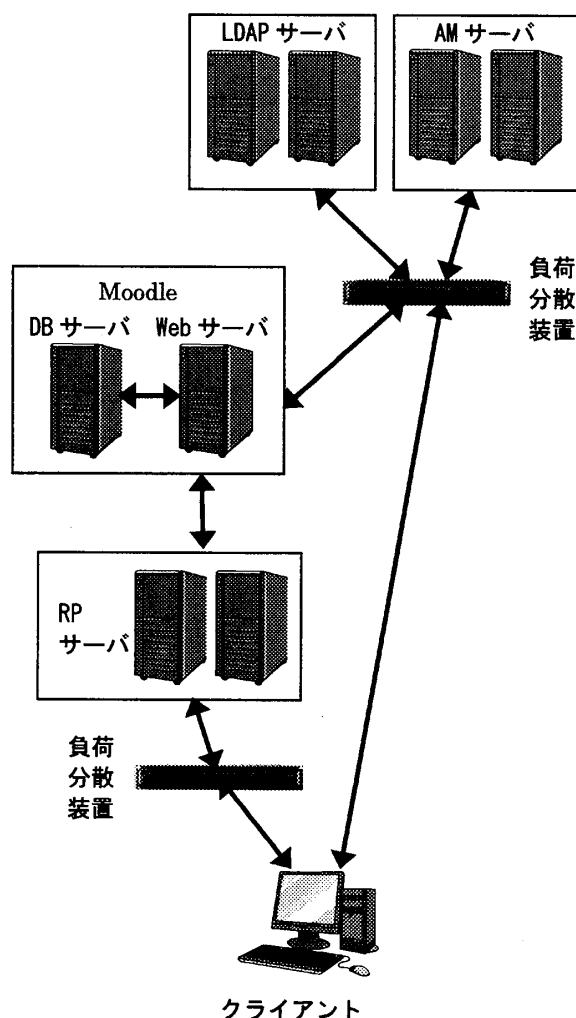 LDAP サーバ
AM サーバ
負荷
分散
装置
Moodle
DB サーバ
Web サーバ
RP
サーバ
負荷
分散
装置
クライアント